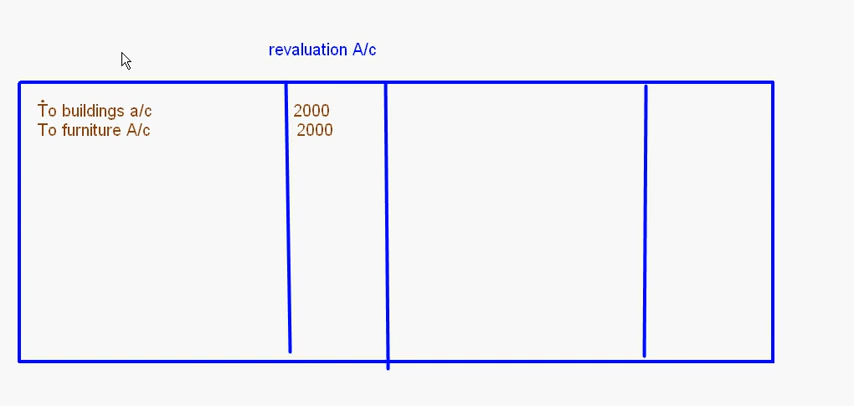 revaluation A/c
To buildings a/c 2000
To furniture A/c 2000